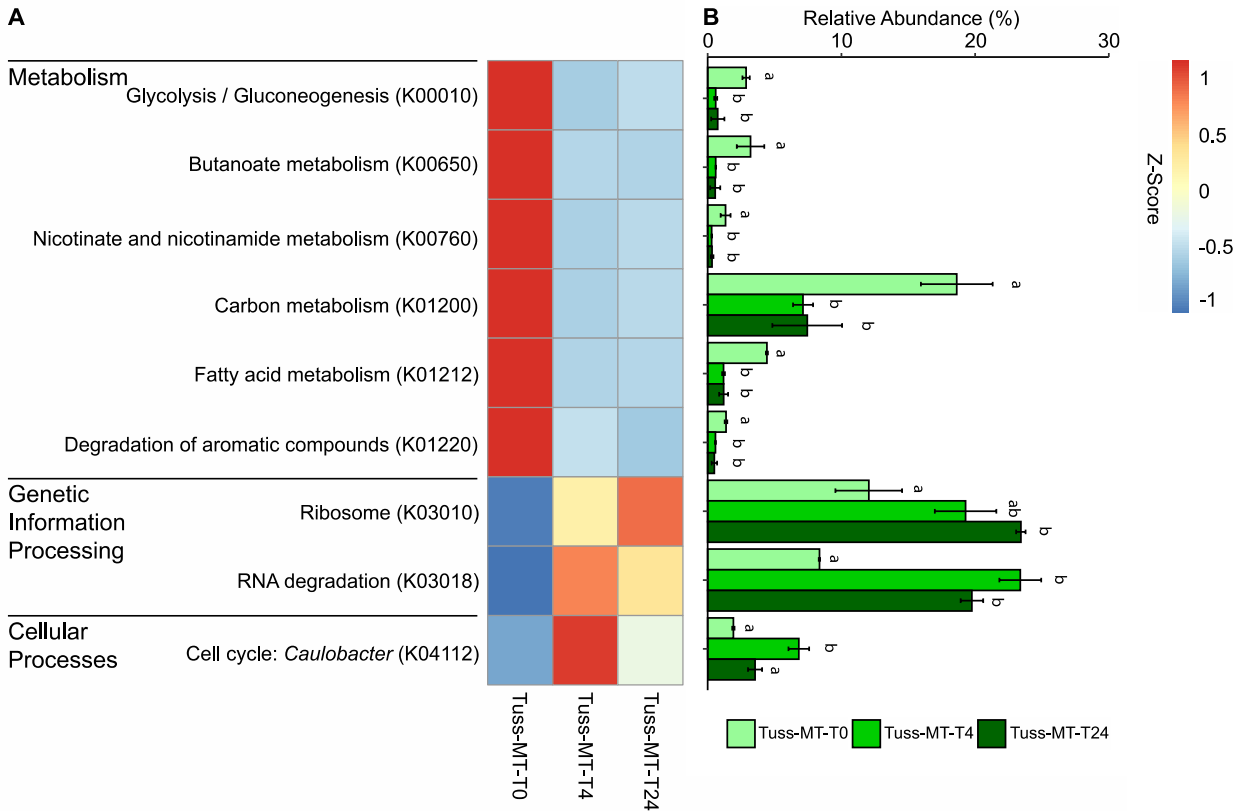 A
Metabolism
Glycolysis / Gluconeogenesis (K00010)
Butanoate metabolism (K00650)
Nicotinate and nicotinamide metabolism (K00760)
Carbon metabolism (K01200)
Fatty acid metabolism (K01212)
Degradation of aromatic compounds (K01220)
Genetic
Information
Processing
Ribosome (K03010)
RNA degradation (K03018)
Cellular
Processes
Cell cycle: Caulobacter (K04112)
Tuss-MT-T0
Tuss-MT-T4
Tuss-MT-T24
B
Relative Abundance (%)
0 10 20 30
a
b
b
a
b
b
a
b
b
a
b
b
a
b
b
a
b
b
a
ab
b
a
b
b
a
b
a
Tuss-MT-T0 Tuss-MT-T4 Tuss-MT-T24
Z-Score
1
0.5
0
-0.5
-1